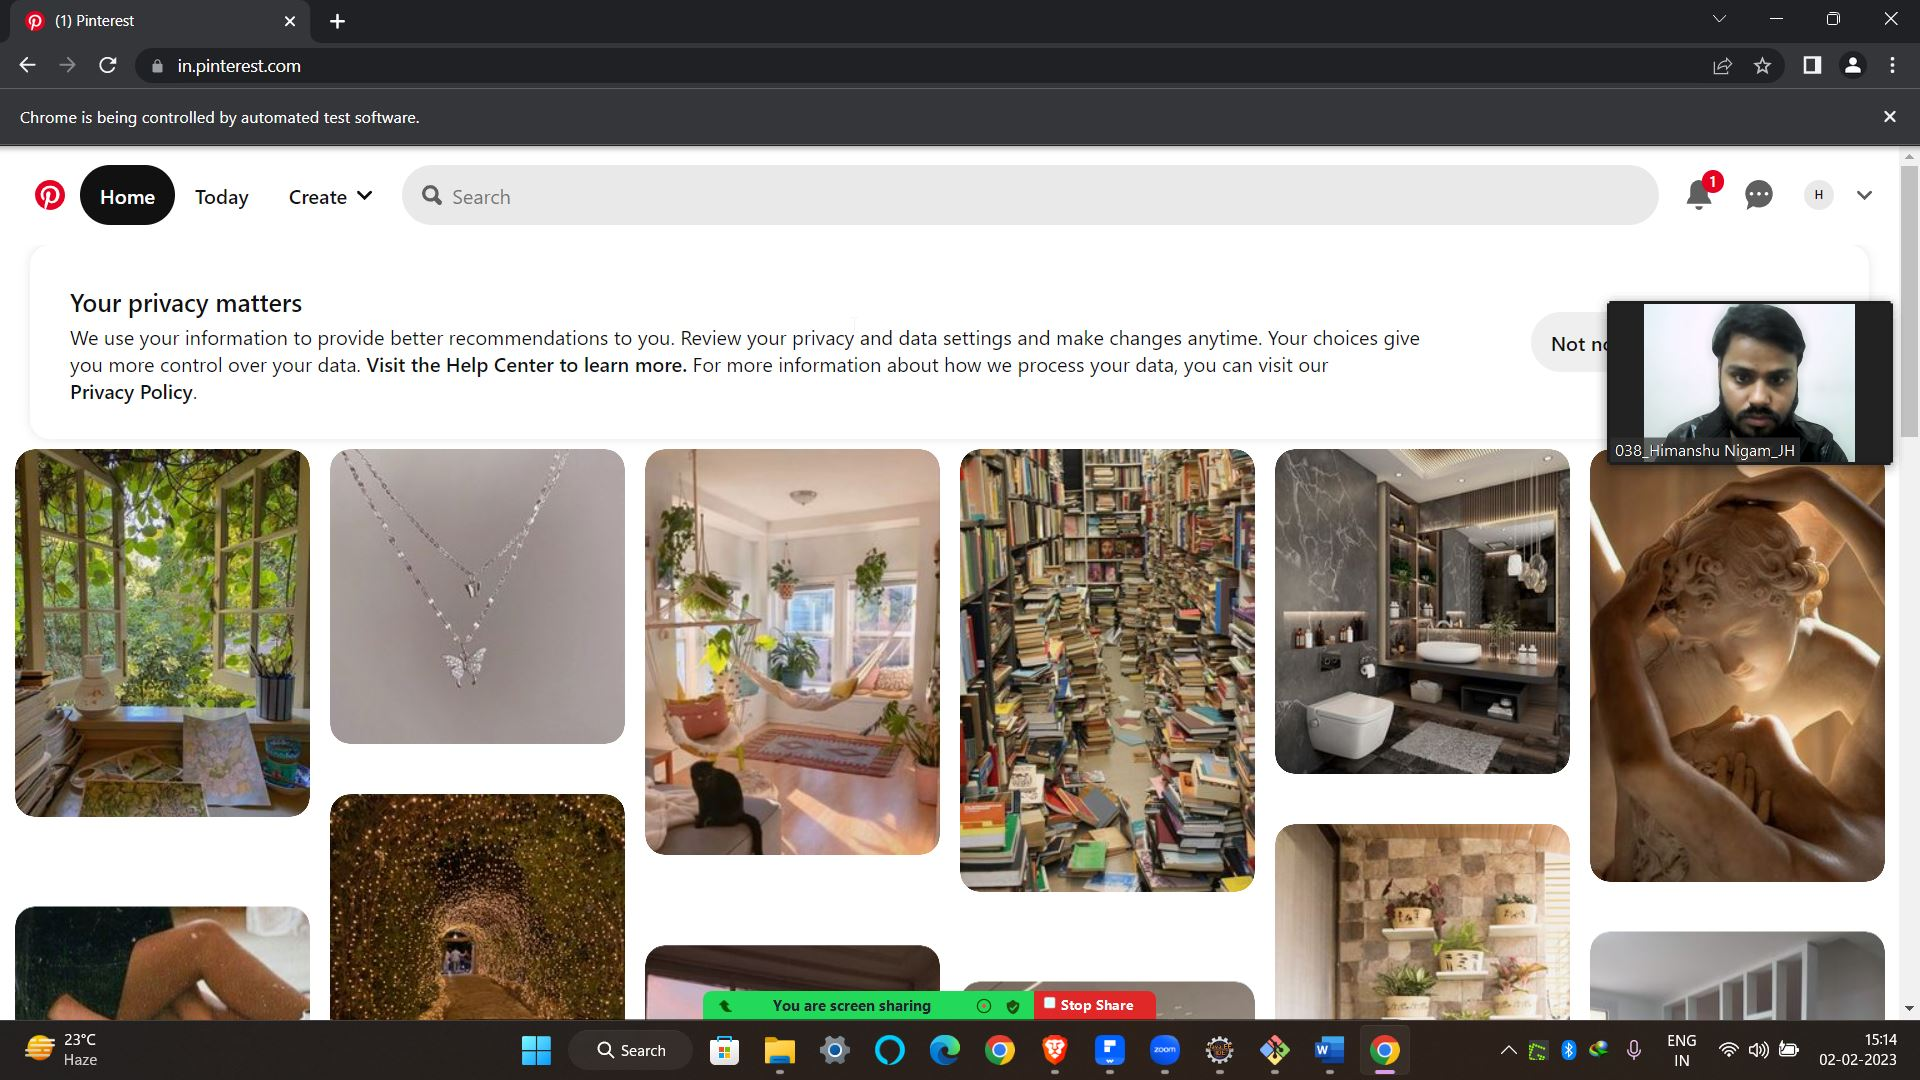 (1) Pinterest
in.pinterest.com
Chrome is being controlled by automated test software.
Home
Today
Create
Search
1
H
Your privacy matters
We use your information to provide better recommendations to you. Review your privacy and data settings and make changes anytime. Your choices give
you more control over your data. Visit the Help Center to learn more. For more information about how we process your data, you can visit our
Privacy Policy.
Not
038_Himanshu Nigam_JH
You are screen sharing
Stop Share
23°C
Haze
Search
zoom
W
ENG
IN
15:14
02-02-2023